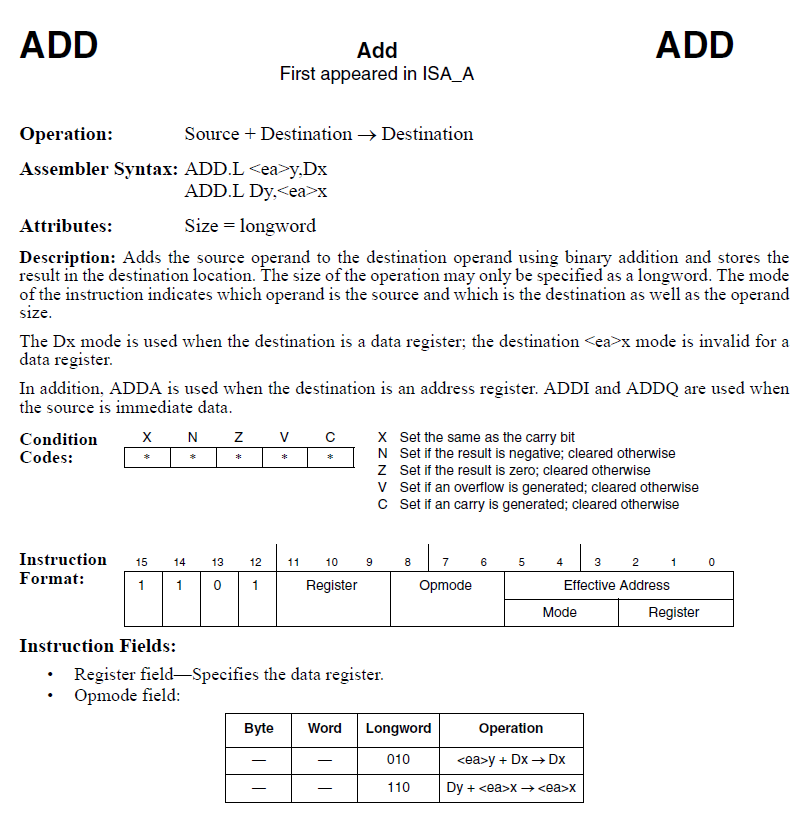 ADD Add ADD
First appeared in ISA_A
Operation: Source + Destination → Destination
Assembler Syntax: ADD.L <ea>y,Dx
ADD.L Dy,<ea>x
Attributes: Size = longword
Description: Adds the source operand to the destination operand using binary addition and stores the
result in the destination location. The size of the operation may only be specified as a longword. The mode
of the instruction indicates which operand is the source and which is the destination as well as the operand
size.
The Dx mode is used when the destination is a data register; the destination <ea>x mode is invalid for a
data register.
In addition, ADDA is used when the destination is an address register. ADDI and ADDQ are used when
the source is immediate data.
Condition
Codes:
X N Z V C
* * * * *
X Set the same as the carry bit
N Set if the result is negative; cleared otherwise
Z Set if the result is zero; cleared otherwise
V Set if an overflow is generated; cleared otherwise
C Set if an carry is generated; cleared otherwise
Instruction
Format:
15 14 13 12 11 10 9 8 7 6 5 4 3 2 1 0
1 1 0 1 Register Opmode Effective Address
Mode Register
Instruction Fields:
• Register field—Specifies the data register.
• Opmode field:
Byte Word Longword Operation
— — 010 <ea>y + Dx → Dx
— — 110 Dy + <ea>x → <ea>x